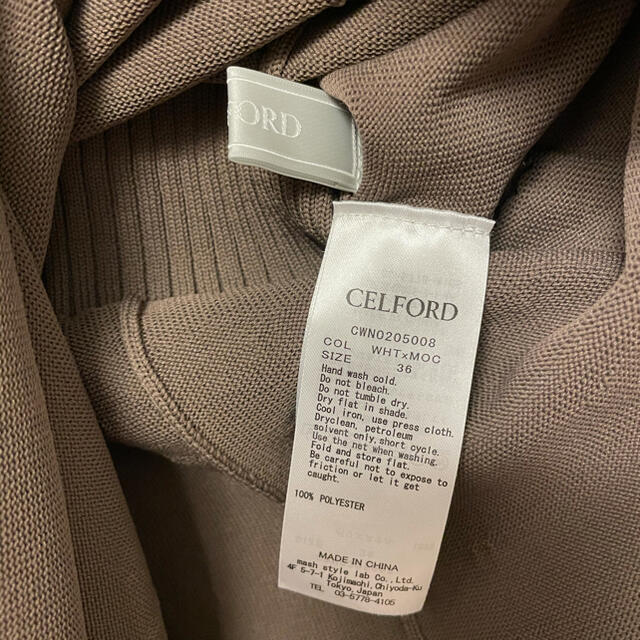 FORD
CELFORD
CWNO205008
COL WHTxMOC
SIZE 36
Hand wash cold.
Do not bleach.
Do not tumble dry.
Dry flat in shade.
Cool iron, use press cloth.
Dryclean, petroleum
solvent only, short cycle.
Use the net when washing.
Fold and store flat.
Be careful not to expose to
friction or let it get
caught.
100% POLYESTER
MADE IN CHINA
mash style lab Co., Ltd.
4F 5-7-1 Kojimachi, Chiyoda-Ku
Tokyo, Japan
TEL 03-5778-4105